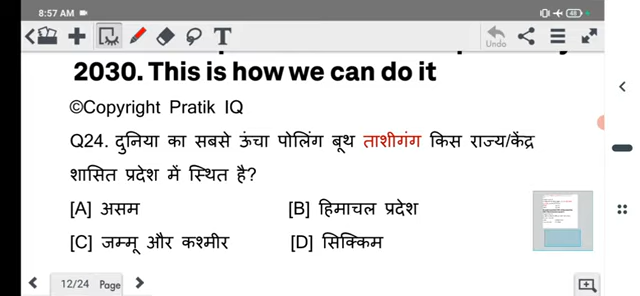 8:57 AM
48
Undo
2030. This is how we can do it
©Copyright Pratik IQ
Q24. दुनिया का सबसे ऊंचा पोलिंग बूथ ताशीगंग किस राज्य/केंद्र
शासित प्रदेश में स्थित है?
[A] असम [B] हिमाचल प्रदेश
[C] जम्मू और कश्मीर [D] सिक्किम
12/24 Page